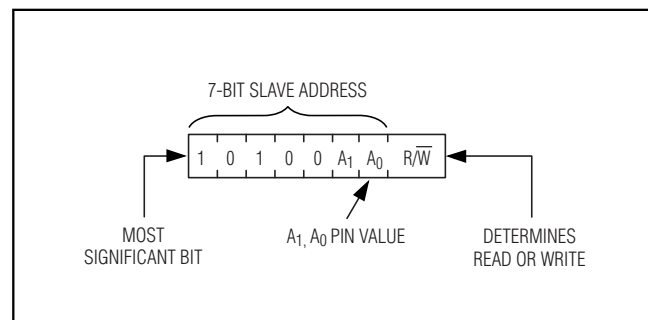 7-BIT SLAVE ADDRESS
1 0 1 0 0 A1 A0 R/W̅
MOST
SIGNIFICANT BIT
A1, A0 PIN VALUE
DETERMINES
READ OR WRITE